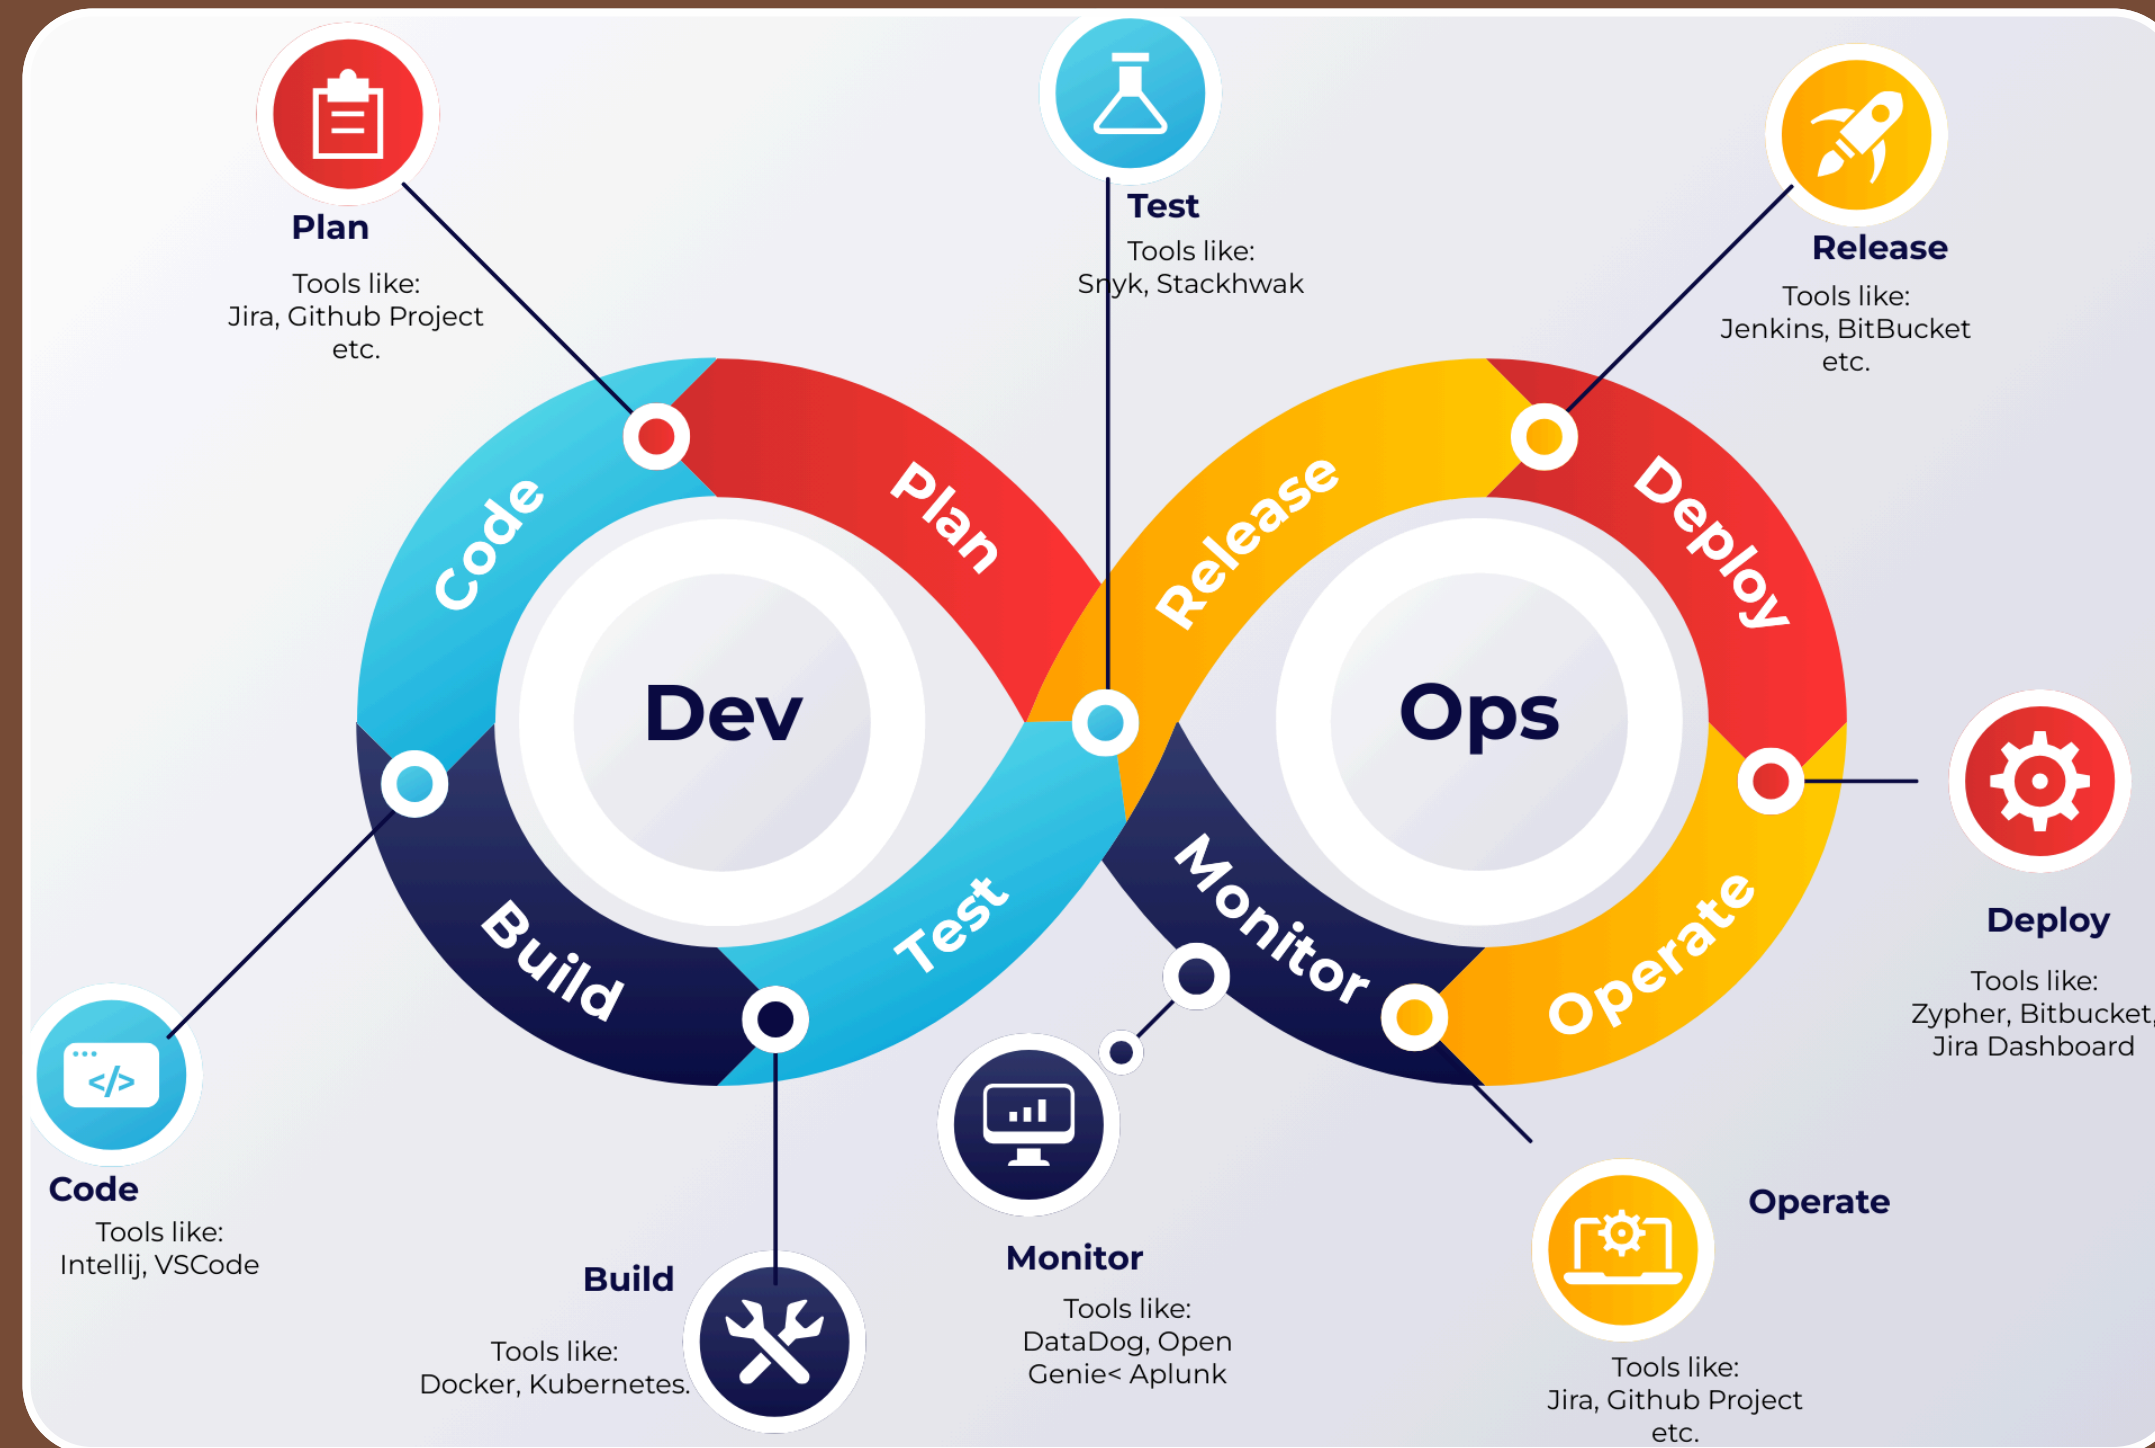 Plan
Tools like:
Jira, Github Project
etc.
Test
Tools like:
Snyk, Stackhwak
Release
Tools like:
Jenkins, BitBucket
etc.
Code
Plan
Release
Deploy
Dev
Ops
Build
Test
Monitor
Operate
Deploy
Tools like:
Zypher, Bitbucket,
Jira Dashboard
</>
Code
Tools like:
Intellij, VSCode
Build
Tools like:
Docker, Kubernetes.
Monitor
Tools like:
DataDog, Open
Genie< Aplunk
Operate
Tools like:
Jira, Github Project
etc.